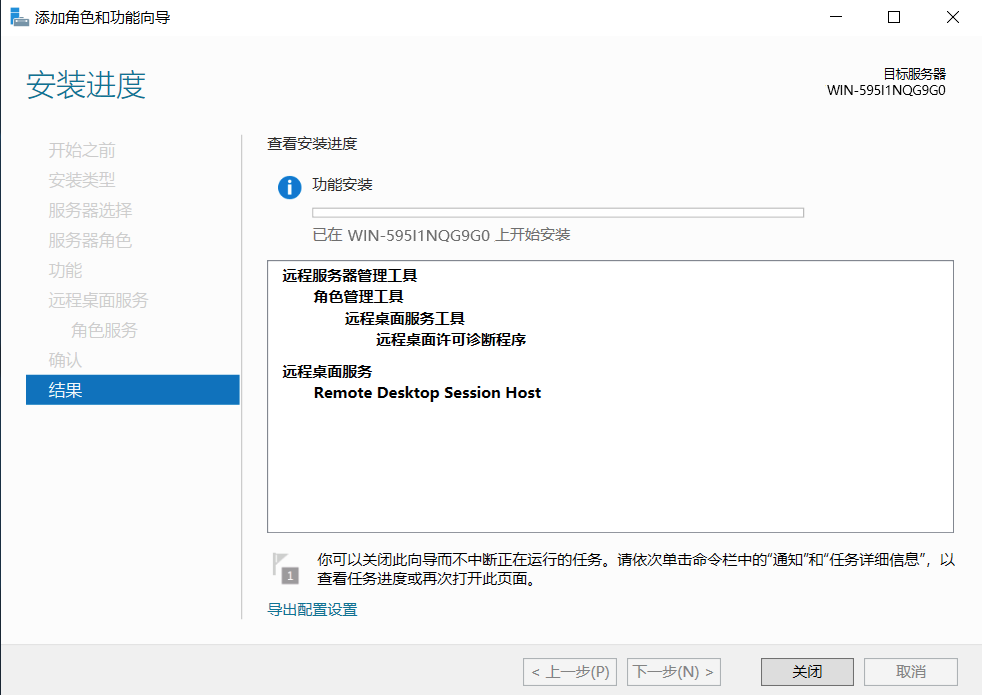 添加角色和功能向导
安装进度
目标服务器
WIN-595I1NQG9G0
开始之前
安装类型
服务器选择
服务器角色
功能
远程桌面服务
角色服务
确认
结果
查看安装进度
功能安装
已在 WIN-595I1NQG9G0 上开始安装
远程服务器管理工具
角色管理工具
远程桌面服务工具
远程桌面许可诊断程序
远程桌面服务
Remote Desktop Session Host
1
你可以关闭此向导而不中断正在运行的任务。请依次单击命令栏中的“通知”和“任务详细信息”，以
查看任务进度或再次打开此页面。
导出配置设置
< 上一步(P)
下一步(N) >
关闭
取消